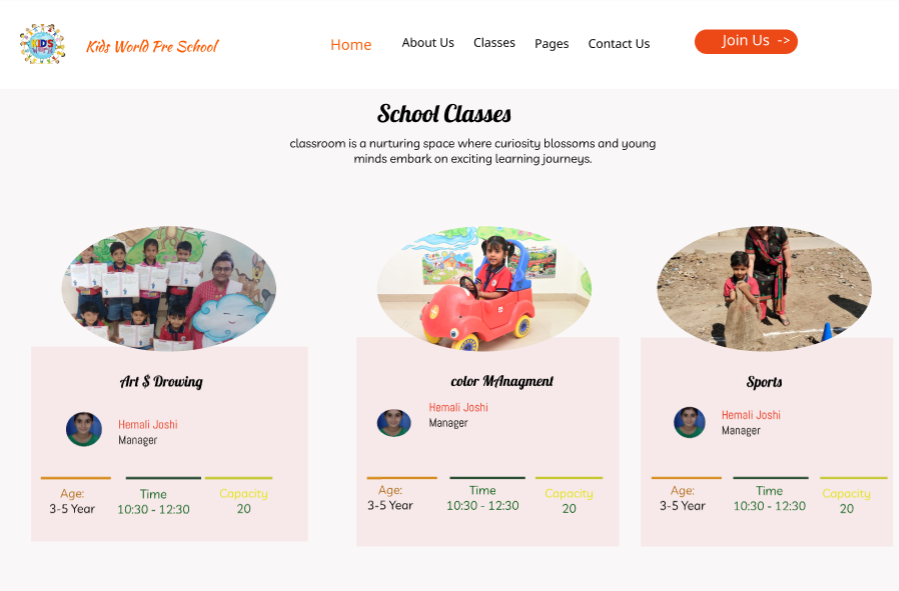 KID'S World
Kids World Pre School
Home
About Us
Classes
Pages
Contact Us
Join Us ->
School Classes
classroom is a nurturing space where curiosity blossoms and young
minds embark on exciting learning journeys.
Art $ Drowing
Hemali Joshi
Manager
Age:
3-5 Year
Time
10:30 - 12:30
Capacity
20
color MAnagment
Hemali Joshi
Manager
Age:
3-5 Year
Time
10:30 - 12:30
Capacity
20
Sports
Hemali Joshi
Manager
Age:
3-5 Year
Time
10:30 - 12:30
Capacity
20